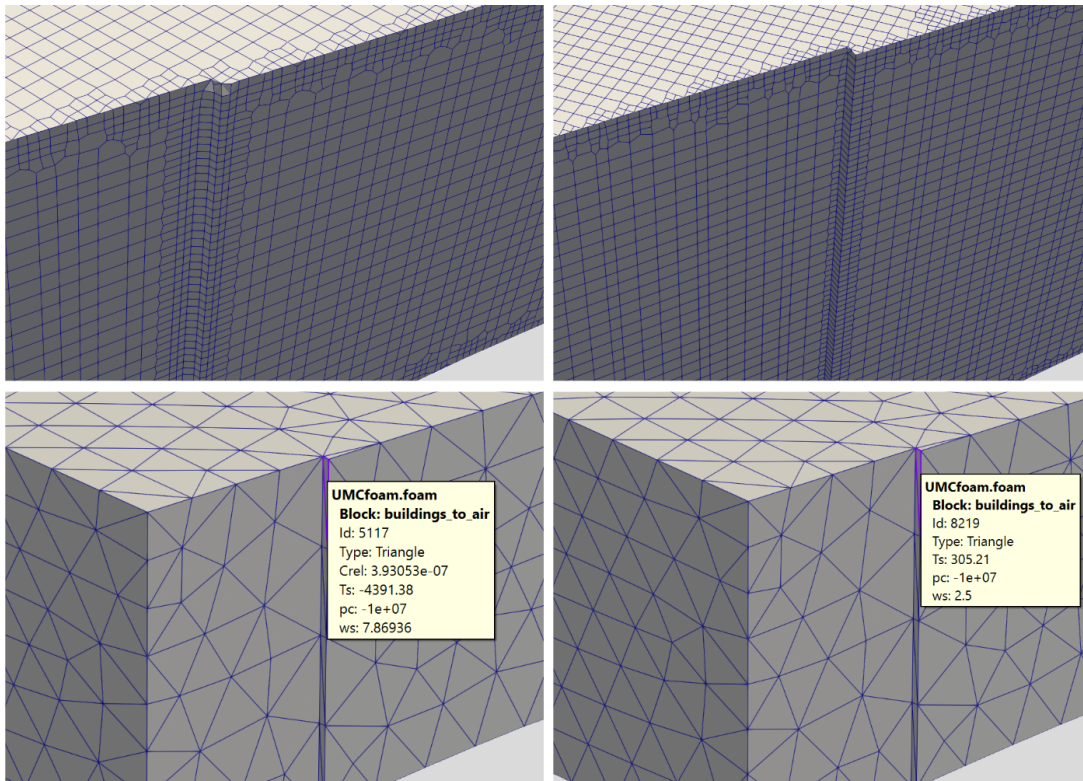 UMCfoam.foam
Block: buildings_to_air
Id: 5117
Type: Triangle
Crel: 3.93053e-07
Ts: -4391.38
pc: -1e+07
ws: 7.86936
UMCfoam.foam
Block: buildings_to_air
Id: 8219
Type: Triangle
Ts: 305.21
pc: -1e+07
ws: 2.5